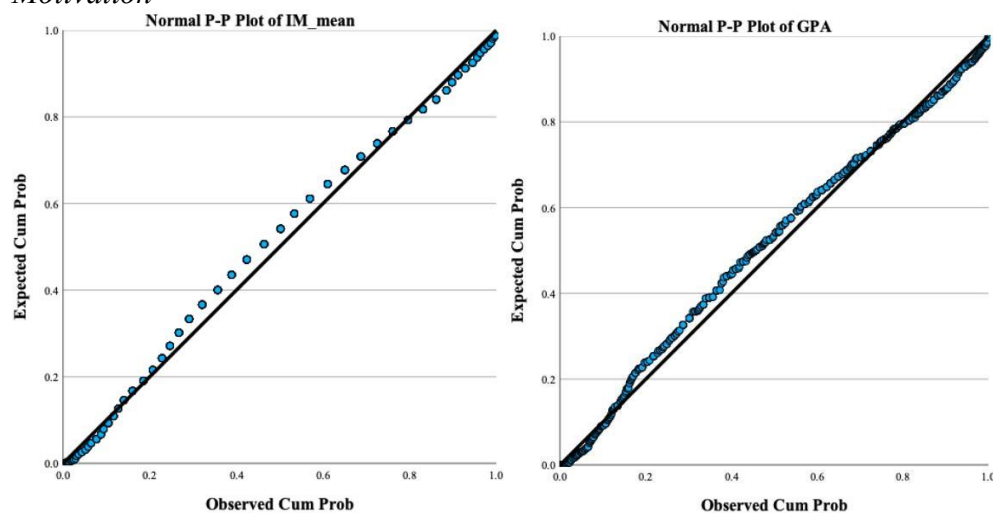 Motivation
Normal P-P Plot of IM_mean
Expected Cum Prob
1.0
0.8
0.6
0.4
0.2
0.0
0.0 0.2 0.4 0.6 0.8 1.0
Observed Cum Prob
Normal P-P Plot of GPA
Expected Cum Prob
1.0
0.8
0.6
0.4
0.2
0.0
0.0 0.2 0.4 0.6 0.8 1.0
Observed Cum Prob